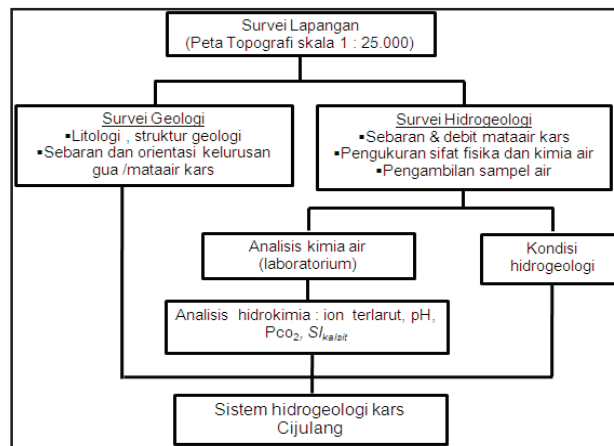 Survei Lapangan
(Peta Topografi skala 1 : 25.000)
Survei Geologi
▪Litologi , struktur geologi
▪Sebaran dan orientasi kelurusan
gua /mataair kars
Survei Hidrogeologi
▪Sebaran & debit mataair kars
▪Pengukuran sifat fisika dan kimia air
▪Pengambilan sampel air
Analisis kimia air
(laboratorium)
Kondisi
hidrogeologi
Analisis hidrokimia : ion terlarut, pH,
Pco₂, SIkalsit
Sistem hidrogeologi kars
Cijulang